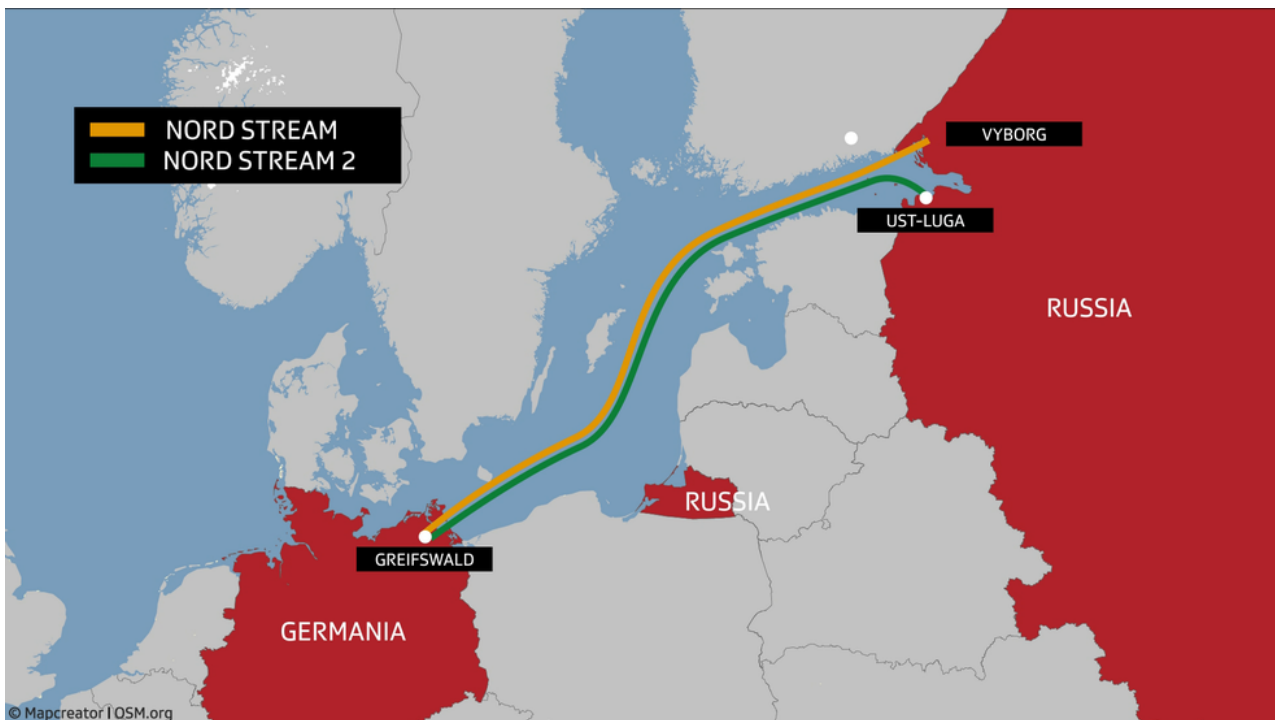 NORD STREAM
NORD STREAM 2
VYBORG
UST-LUGA
RUSSIA
RUSSIA
GREIFSWALD
GERMANIA
© Mapcreator | OSM.org